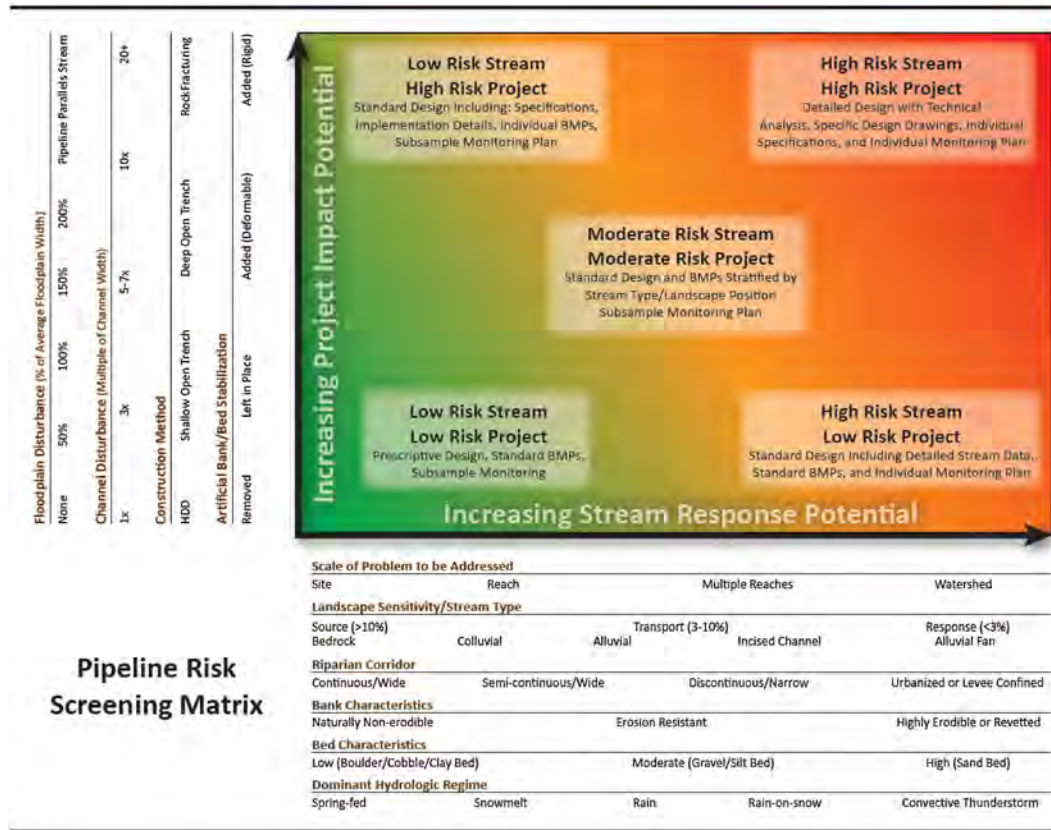 Floodplain Disturbance (% of Average Floodplain Width)
None 50% 100% 150% 200% Pipeline Parallels Stream
Channel Disturbance (Multiple of Channel Width)
1x 3x 5-7x 10x 20+
Construction Method
HDD Shallow Open Trench Deep Open Trench RockFracturing
Artificial Bank/Bed Stabilization
Removed Left in Place Added (Deformable) Added (Rigid)
Increasing Project Impact Potential
Low Risk Stream
High Risk Project
Standard Design Including: Specifications,
Implementation Details, Individual BMPs,
Subsample Monitoring Plan
High Risk Stream
High Risk Project
Detailed Design with Technical
Analysis, Specific Design Drawings, Individual
Specifications, and Individual Monitoring Plan
Moderate Risk Stream
Moderate Risk Project
Standard Design and BMPs Stratified by
Stream Type/Landscape Position
Subsample Monitoring Plan
Low Risk Stream
Low Risk Project
Prescriptive Design, Standard BMPs,
Subsample Monitoring
High Risk Stream
Low Risk Project
Standard Design Including Detailed Stream Data,
Standard BMPs, and Individual Monitoring Plan
Increasing Stream Response Potential
Pipeline Risk
Screening Matrix
Scale of Problem to be Addressed
Site Reach Multiple Reaches Watershed
Landscape Sensitivity/Stream Type
Source (>10%) Transport (3-10%) Response (<3%)
Bedrock Colluvial Alluvial Incised Channel Alluvial Fan
Riparian Corridor
Continuous/Wide Semi-continuous/Wide Discontinuous/Narrow Urbanized or Levee Confined
Bank Characteristics
Naturally Non-erodible Erosion Resistant Highly Erodible or Revetted
Bed Characteristics
Low (Boulder/Cobble/Clay Bed) Moderate (Gravel/Silt Bed) High (Sand Bed)
Dominant Hydrologic Regime
Spring-fed Snowmelt Rain Rain-on-snow Convective Thunderstorm